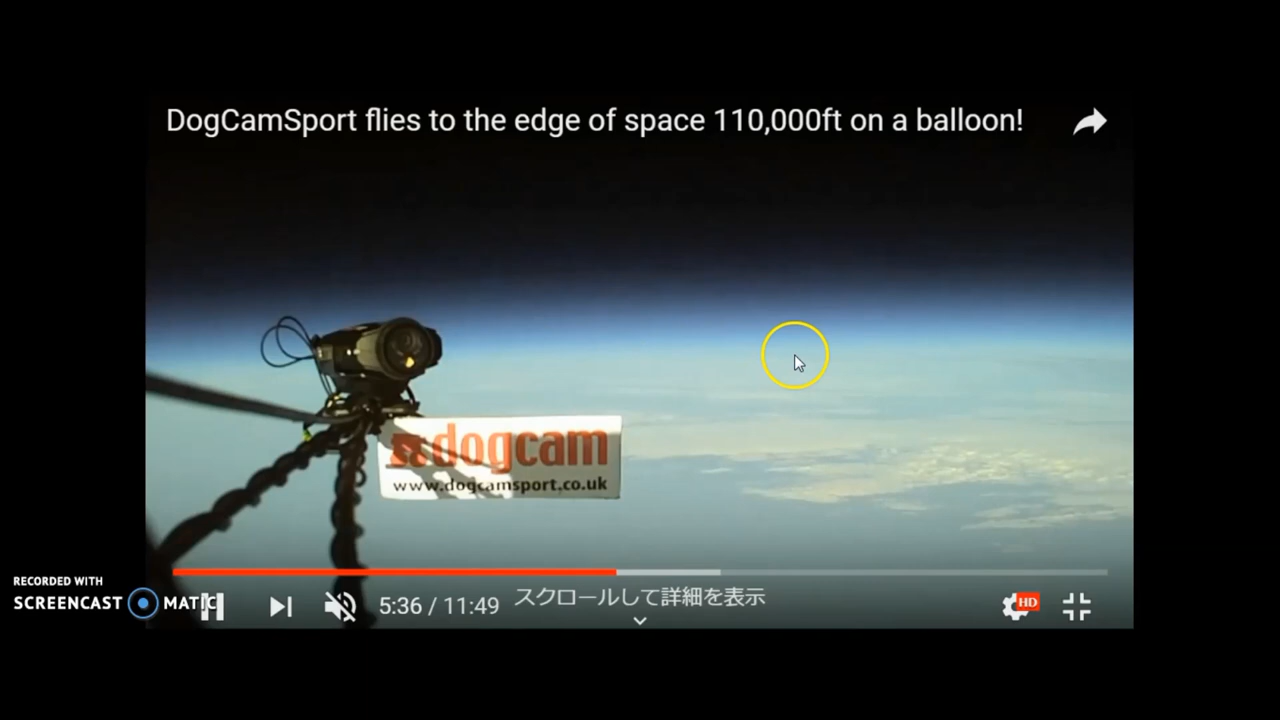 DogCamSport flies to the edge of space 110,000ft on a balloon!
dogcam
www.dogcamsport.co.uk
5:36 / 11:49
スクロールして詳細を表示
HD
RECORDED WITH
SCREENCAST MATIC